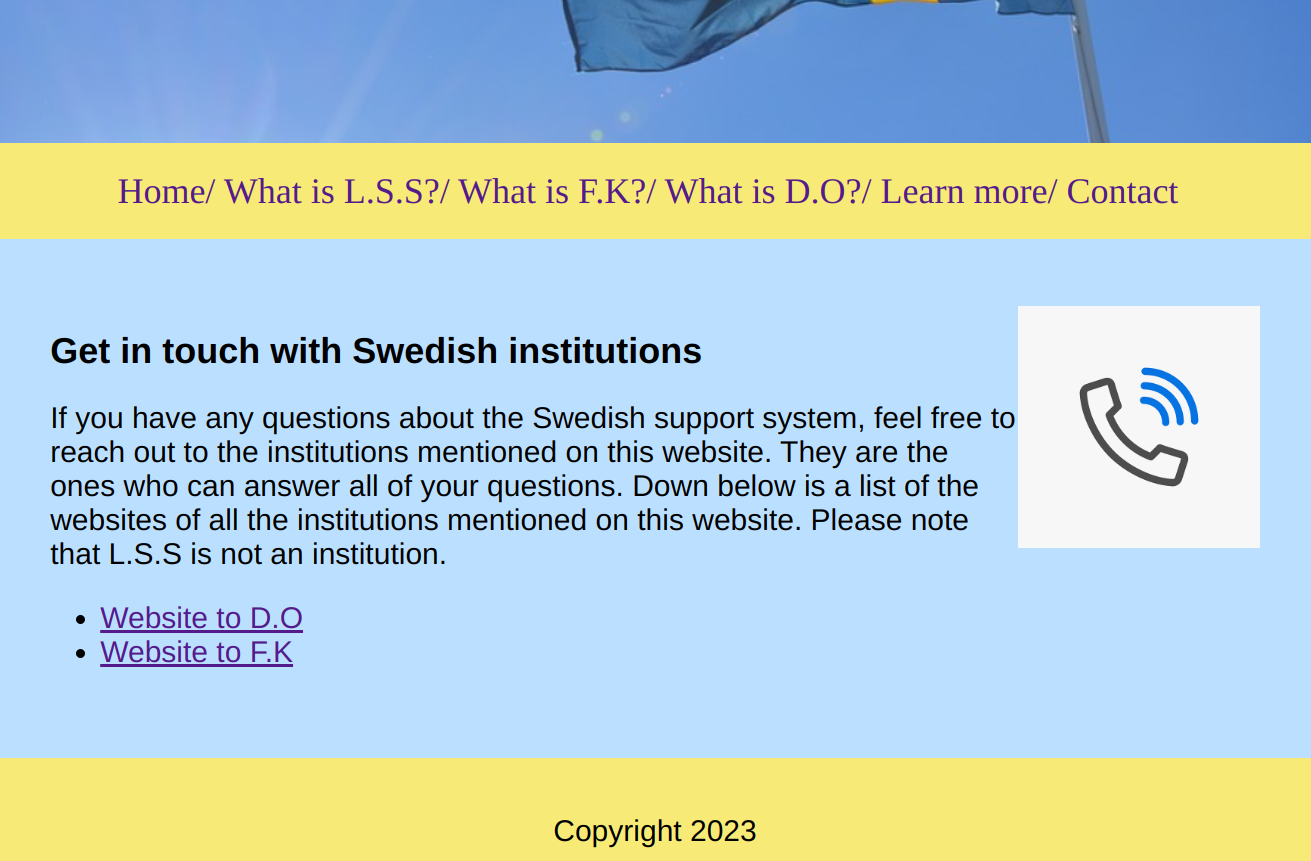 Home/ What is L.S.S?/ What is F.K?/ What is D.O?/ Learn more/ Contact
Get in touch with Swedish institutions
If you have any questions about the Swedish support system, feel free to
reach out to the institutions mentioned on this website. They are the
ones who can answer all of your questions. Down below is a list of the
websites of all the institutions mentioned on this website. Please note
that L.S.S is not an institution.
Website to D.O
Website to F.K
Copyright 2023